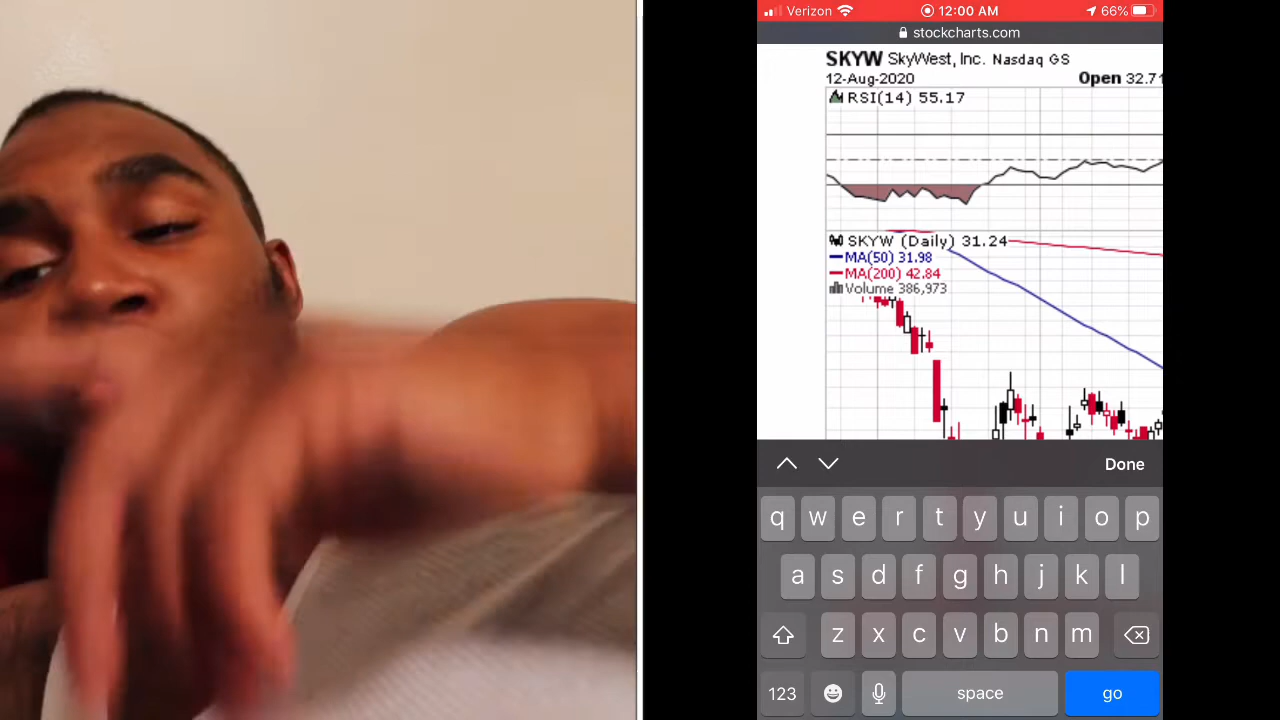 Verizon 12:00 AM 66%
stockcharts.com
SKYW SkyWest, Inc. Nasdaq GS
12-Aug-2020 Open 32.71
RSI(14) 55.17
SKYW (Daily) 31.24
MA(50) 31.98
MA(200) 42.84
Volume 386,973
Done
q w e r t y u i o p
a s d f g h j k l
z x c v b n m
123 space go